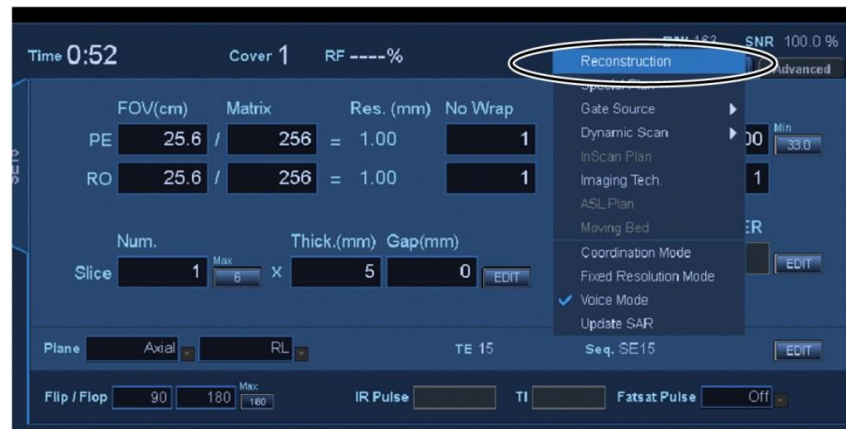 Time 0:52 Cover 1 RF ----% SNR 100.0 %
Reconstruction Advanced
FOV(cm) Matrix Res. (mm) No Wrap Gate Source
PE 25.6 / 256 = 1.00 1 Dynamic Scan 00 Min 33.0
InScan Plan
RO 25.6 / 256 = 1.00 1 Imaging Tech. 1
ASL Plan
Moving Bed ER
Num. Thick.(mm) Gap(mm) Coordination Mode
Slice 1 Max 6 X 5 0 EDIT Fixed Resolution Mode EDIT
Voice Mode
Update SAR
Plane Axial RL TE 15 Seq. SE15 EDIT
Flip / Flop 90 180 Max 180 IR Pulse TI Fatsat Pulse Off